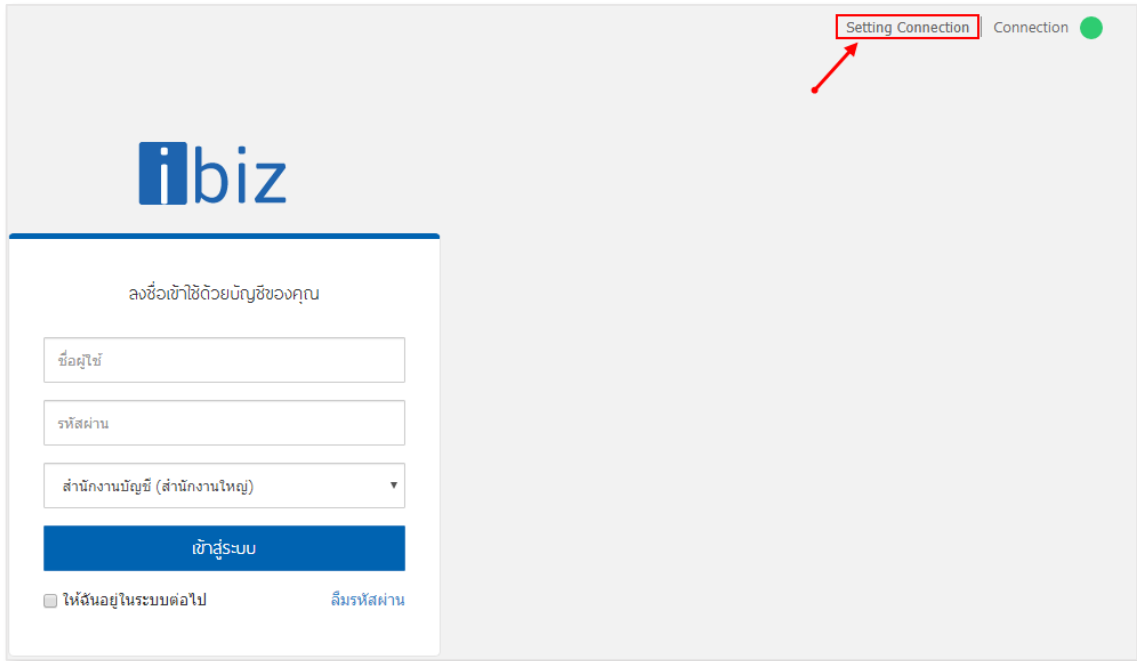 Setting Connection | Connection
ibiz
ลงชื่อเข้าใช้ด้วยบัญชีของคุณ
ชื่อผู้ใช้
รหัสผ่าน
สำนักงานบัญชี (สำนักงานใหญ่)
เข้าสู่ระบบ
ให้ฉันอยู่ในระบบต่อไป ลืมรหัสผ่าน